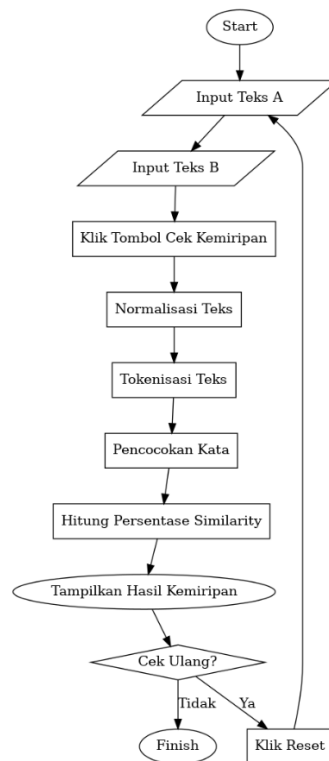 Start
Input Teks A
Input Teks B
Klik Tombol Cek Kemiripan
Normalisasi Teks
Tokenisasi Teks
Pencocokan Kata
Hitung Persentase Similarity
Tampilkan Hasil Kemiripan
Cek Ulang?
Tidak
Ya
Finish
Klik Reset